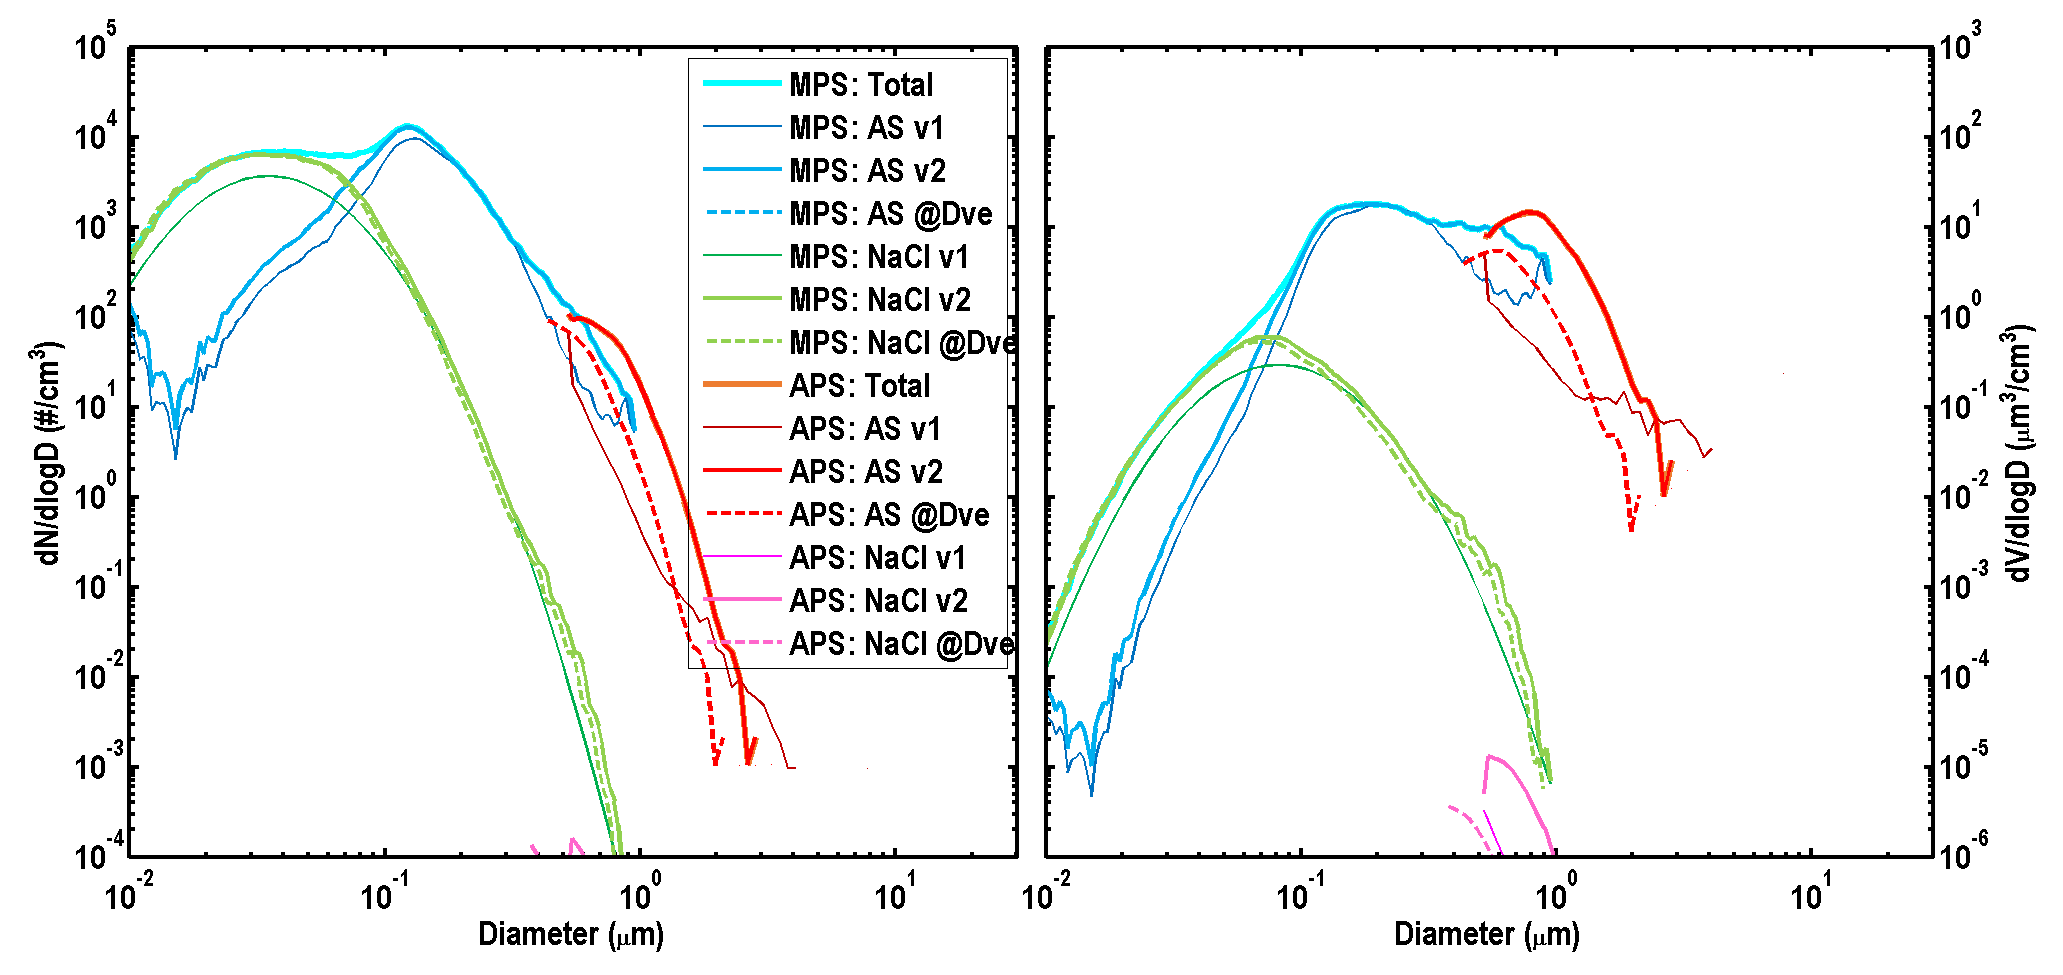 10^5
10^4
10^3
10^2
10^1
10^0
10^-1
10^-2
10^-3
10^-4
dN/dlogD (#/cm^3)
10^-2
10^-1
10^0
10^1
Diameter (μm)
MPS: Total
MPS: AS v1
MPS: AS v2
MPS: AS @Dve
MPS: NaCl v1
MPS: NaCl v2
MPS: NaCl @Dve
APS: Total
APS: AS v1
APS: AS v2
APS: AS @Dve
APS: NaCl v1
APS: NaCl v2
APS: NaCl @Dve
10^3
10^2
10^1
10^0
10^-1
10^-2
10^-3
10^-4
10^-5
10^-6
dV/dlogD (μm^3/cm^3)
10^-2
10^-1
10^0
10^1
Diameter (μm)